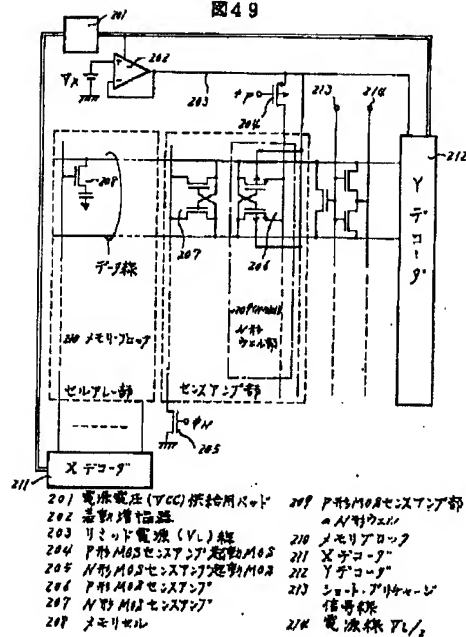 図49
201
202
VX
203
φP
204
213
214
212
Yデコーダ
208
データ線
207
206
N形
ウェル部
210 メモリブロック
セルアレー部
センスアンプ部
φN
205
Xデコーダ
211
201 電源電圧(VCC)供給用パッド
202 差動増幅器
203 リミッド電源(VL)線
204 P形MOSセンスアンプ起動MOS
205 N形MOSセンスアンプ起動MOS
206 P形MOSセンスアンプ
207 N形MOSセンスアンプ
208 メモリセル
209 P形MOSセンスアンプ部
のN形ウェル
210 メモリブロック
211 Xデコーダ
212 Yデコーダ
213 ショート・プリチャージ
信号線
214 電源線 VL/2